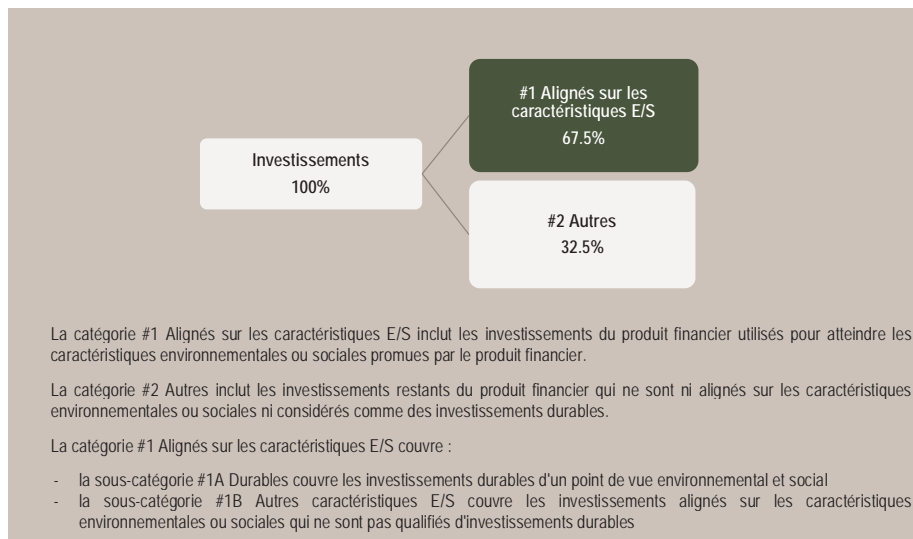 #1 Alignés sur les
caractéristiques E/S
67.5%
Investissements
100%
#2 Autres
32.5%
La catégorie #1 Alignés sur les caractéristiques E/S inclut les investissements du produit financier utilisés pour atteindre les
caractéristiques environnementales ou sociales promues par le produit financier.
La catégorie #2 Autres inclut les investissements restants du produit financier qui ne sont ni alignés sur les caractéristiques
environnementales ou sociales ni considérés comme des investissements durables.
La catégorie #1 Alignés sur les caractéristiques E/S couvre :
- la sous-catégorie #1A Durables couvre les investissements durables d'un point de vue environnemental et social
- la sous-catégorie #1B Autres caractéristiques E/S couvre les investissements alignés sur les caractéristiques
environnementales ou sociales qui ne sont pas qualifiés d'investissements durables